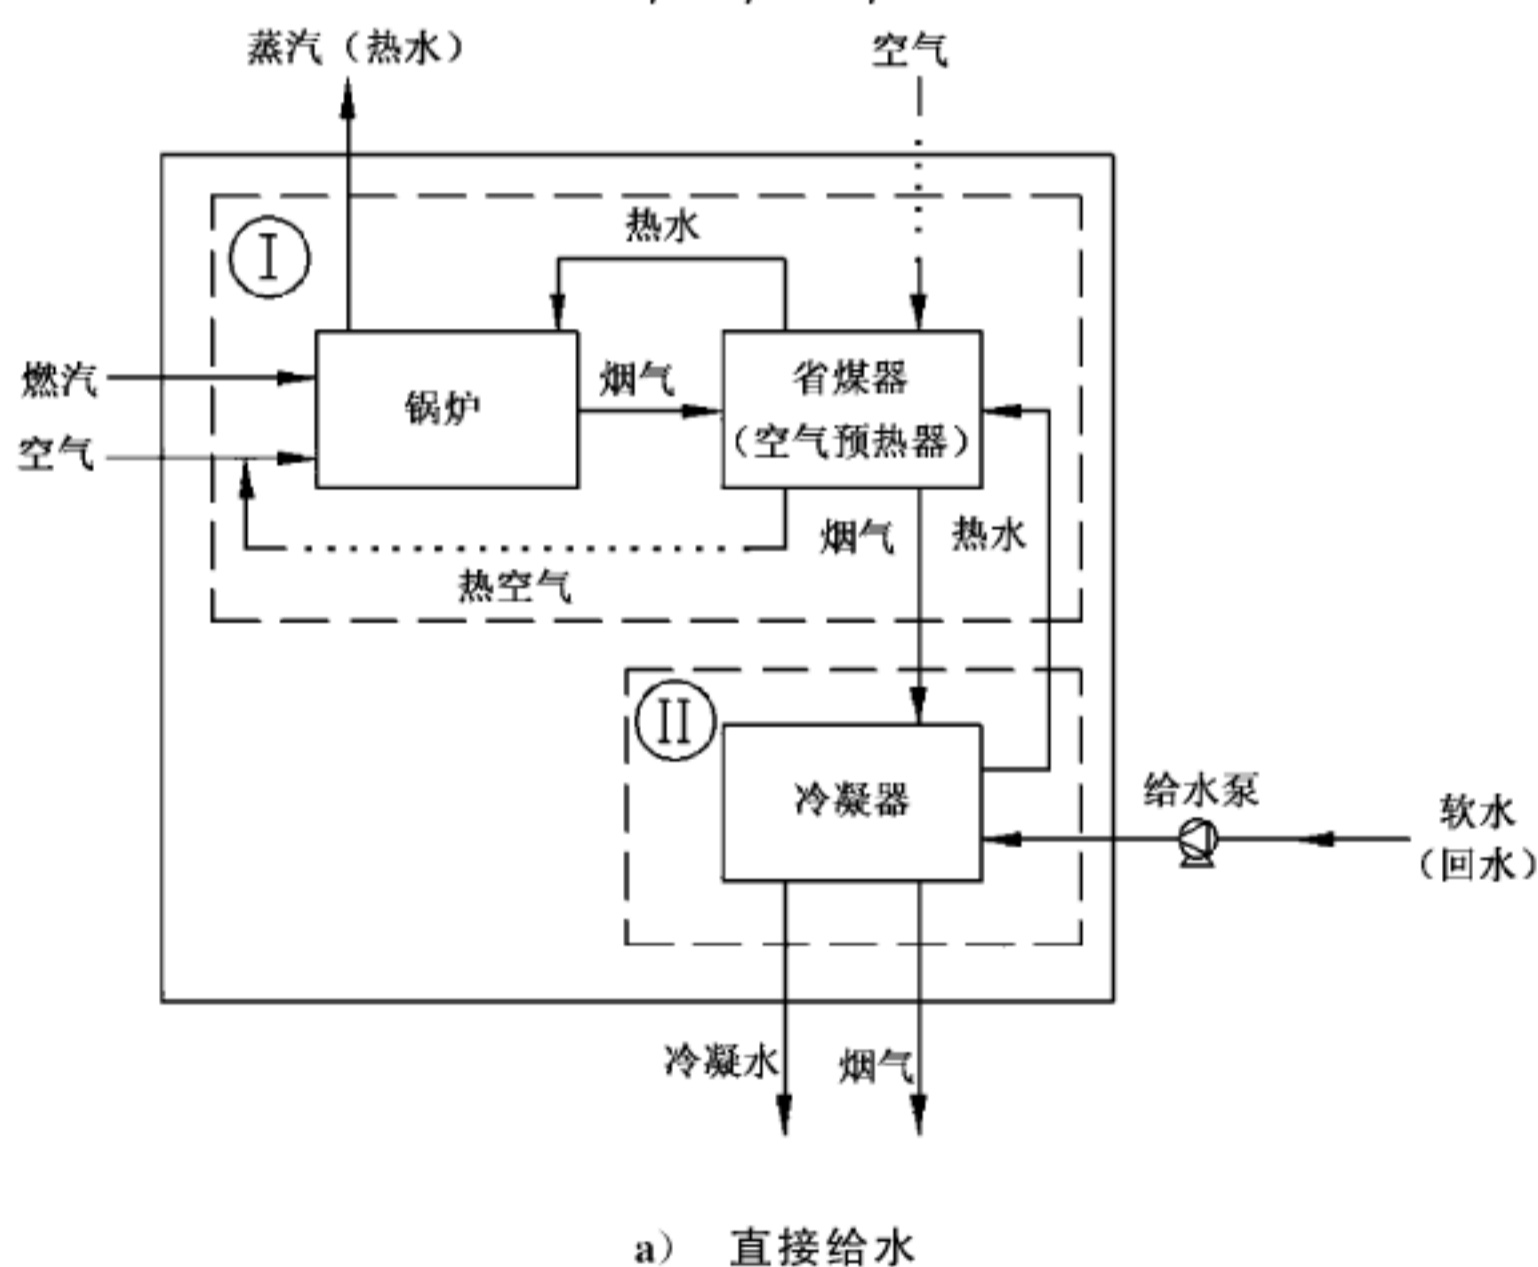 蒸汽（热水）
空气
Ⅰ
热水
燃汽
锅炉
烟气
省煤器
（空气预热器）
空气
烟气
热水
热空气
Ⅱ
冷凝器
给水泵
软水
（回水）
冷凝水
烟气
a） 直接给水